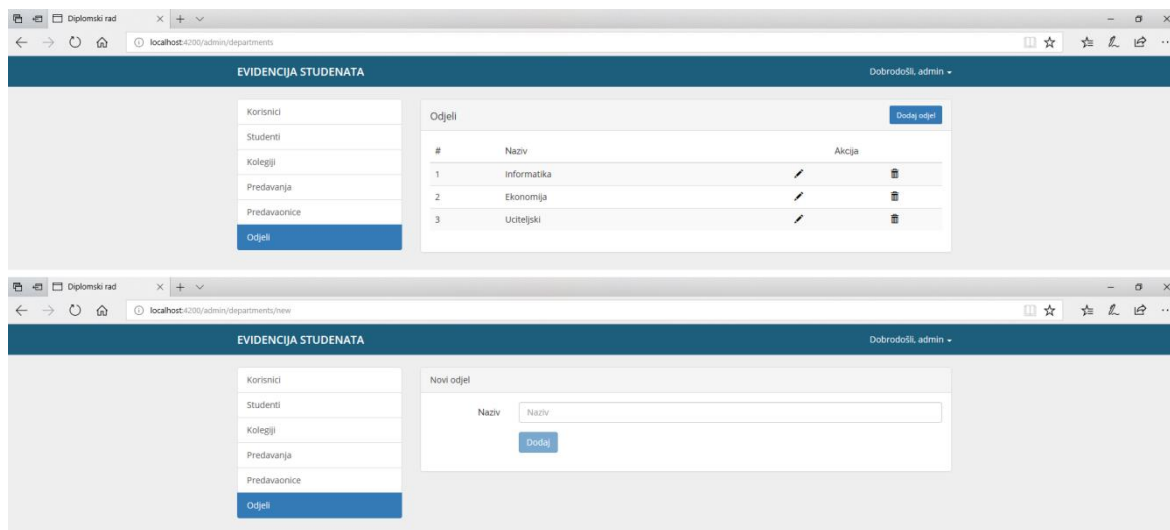 Diplomski rad
localhost:4200/admin/departments
EVIDENCIJA STUDENATA
Dobrodošli, admin
Korisnici
Studenti
Kolegiji
Predavanja
Predavaonice
Odjeli
Odjeli
Dodaj odjel
# Naziv Akcija
1 Informatika
2 Ekonomija
3 Uciteljski
Diplomski rad
localhost:4200/admin/departments/new
EVIDENCIJA STUDENATA
Dobrodošli, admin
Korisnici
Studenti
Kolegiji
Predavanja
Predavaonice
Odjeli
Novi odjel
Naziv Naziv
Dodaj